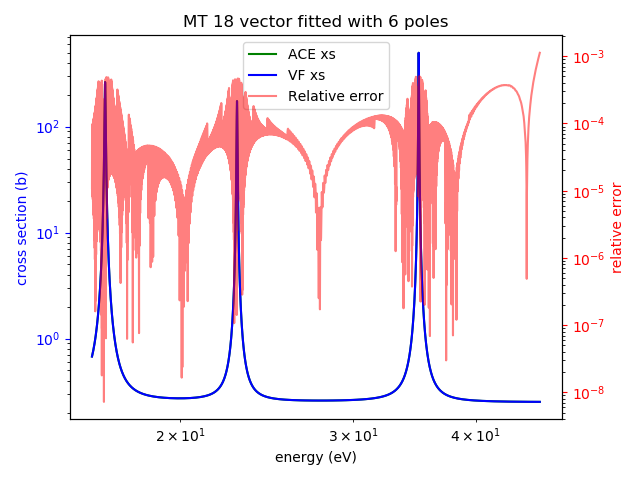 MT 18 vector fitted with 6 poles
ACE xs
VF xs
Relative error
cross section (b)
10²
10¹
10⁰
relative error
10⁻³
10⁻⁴
10⁻⁵
10⁻⁶
10⁻⁷
10⁻⁸
2 × 10¹
3 × 10¹
4 × 10¹
energy (eV)